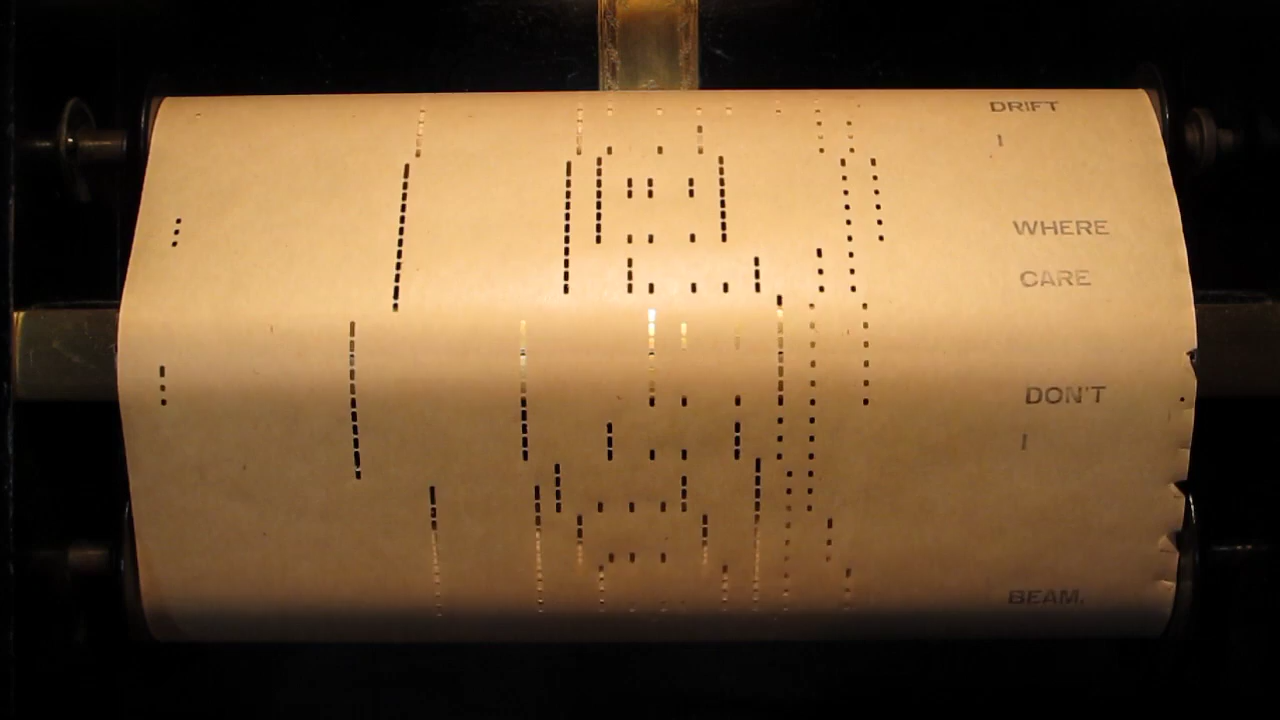 DRIFT
I
WHERE
CARE
DON'T
I
BEAM.